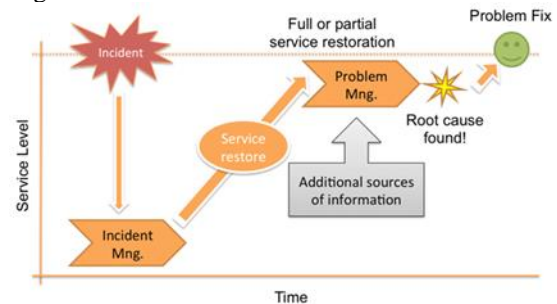 Problem Fix
Full or partial
service restoration
Incident
Problem
Mng.
Root cause
found!
Service
restore
Additional sources
of information
Incident
Mng.
Service Level
Time